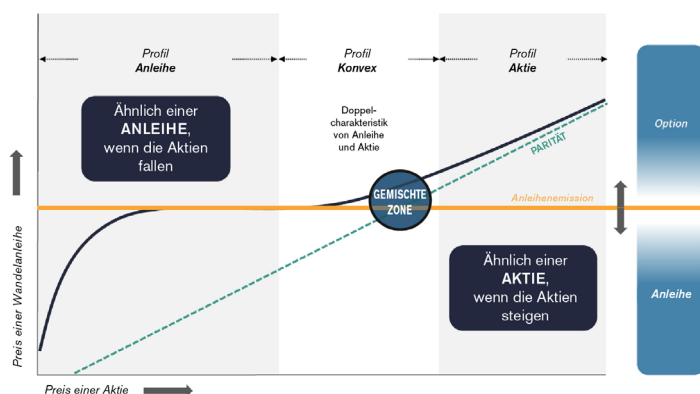 Profil
Anleihe
Profil
Konvex
Profil
Aktie
Ähnlich einer
ANLEIHE,
wenn die Aktien
fallen
Doppel-
charakteristik
von Anleihe
und Aktie
Option
PARITÄT
GEMISCHTE
ZONE
Anleihenemission
Ähnlich einer
AKTIE,
wenn die Aktien
steigen
Anleihe
Preis einer Wandelanleihe
Preis einer Aktie